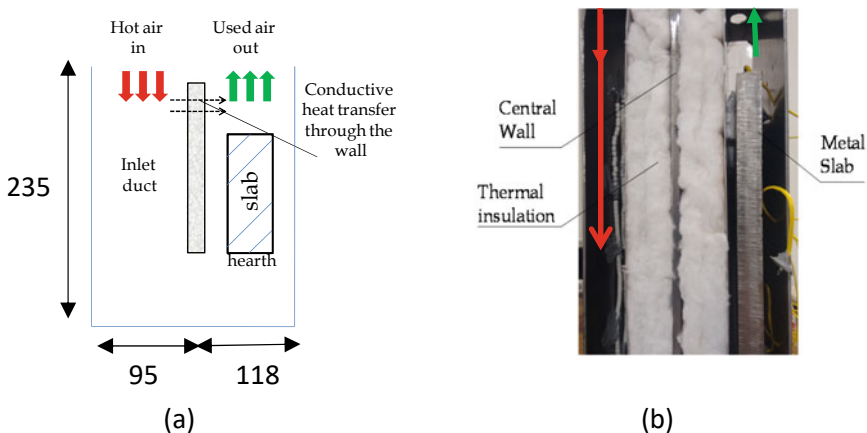 Hot air
in
Used air
out
Conductive
heat transfer
through the
wall
Inlet
duct
235
slab
hearth
95
118
(a)
Central
Wall
Thermal
insulation
Metal
Slab
(b)